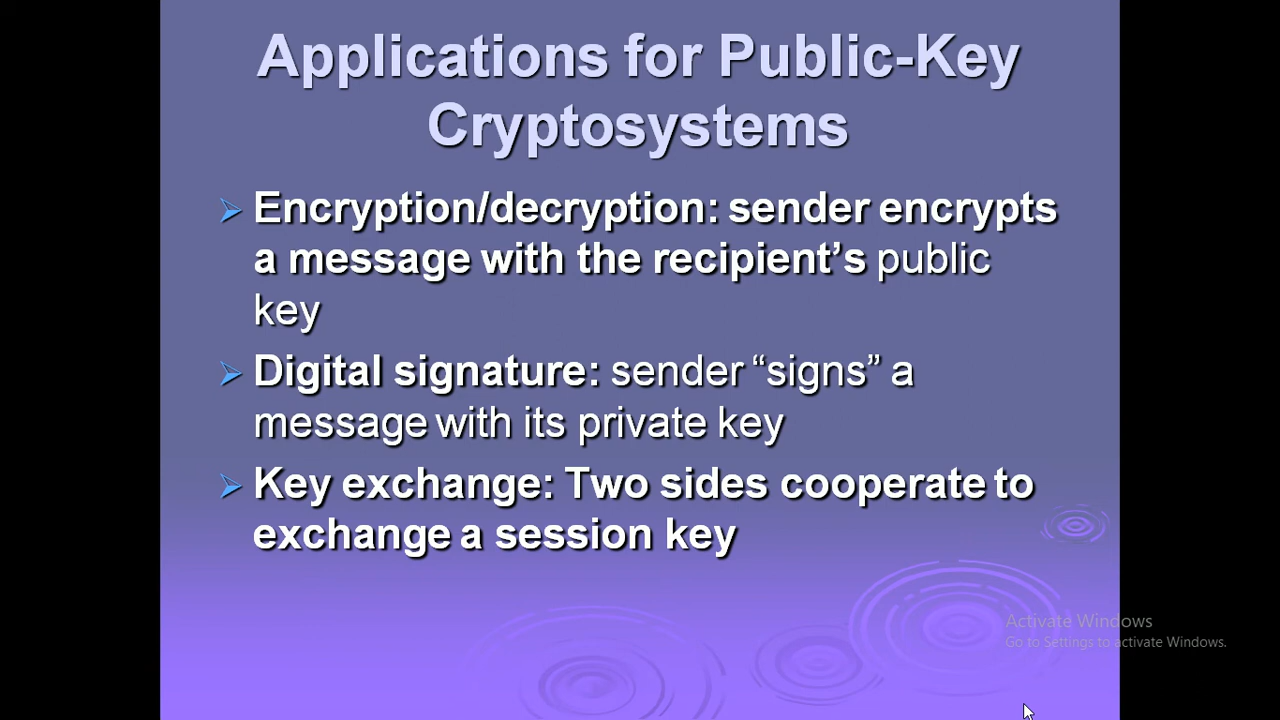 Applications for Public-Key
Cryptosystems
Encryption/decryption: sender encrypts
a message with the recipient’s public
key
Digital signature: sender “signs” a
message with its private key
Key exchange: Two sides cooperate to
exchange a session key
Activate Windows
Go to Settings to activate Windows.